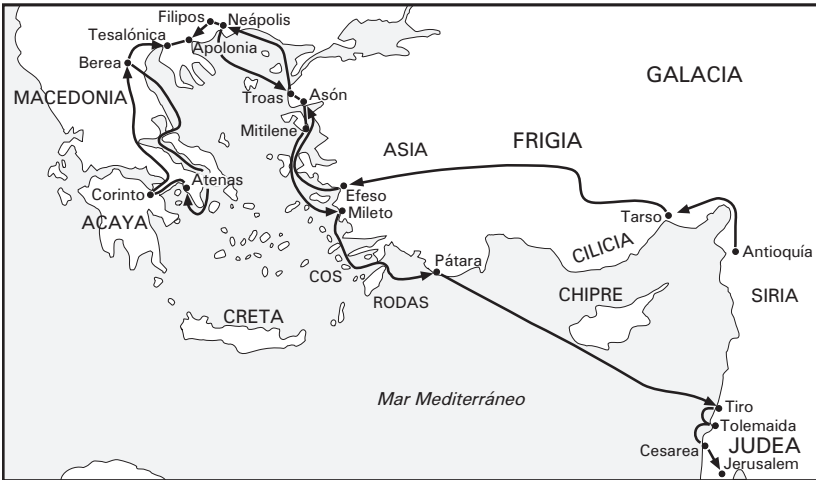 Filipos
Neápolis
Tesalónica
Apolonia
Berea
GALACIA
MACEDONIA
Troas
Asón
Mitilene
FRIGIA
ASIA
Atenas
Corinto
Efeso
Mileto
ACAYA
Tarso
CILICIA
Antioquía
Pátara
COS
RODAS
CHIPRE
SIRIA
CRETA
Mar Mediterráneo
Tiro
Tolemaida
Cesarea
JUDEA
Jerusalem